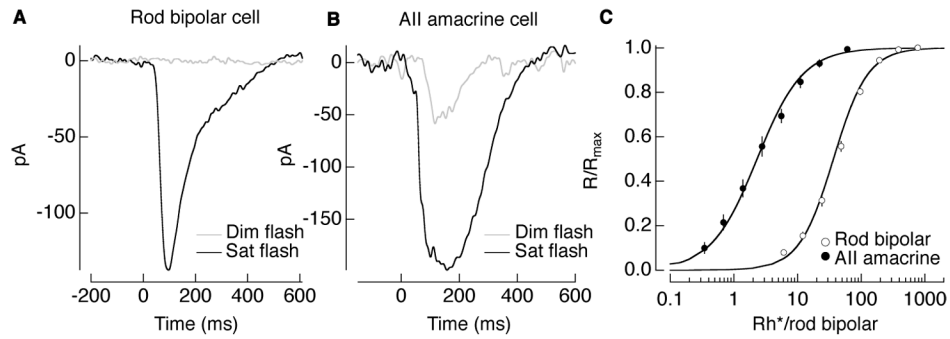 A
Rod bipolar cell
0
-50
-100
pA
Dim flash
Sat flash
-200
0
200
400
600
Time (ms)
B
AII amacrine cell
0
-50
-100
-150
pA
Dim flash
Sat flash
0
200
400
600
Time (ms)
C
1.0
0.8
0.6
0.4
0.2
0.0
R/Rmax
Rod bipolar
AII amacrine
0.1
1
10
100
1000
Rh*/rod bipolar